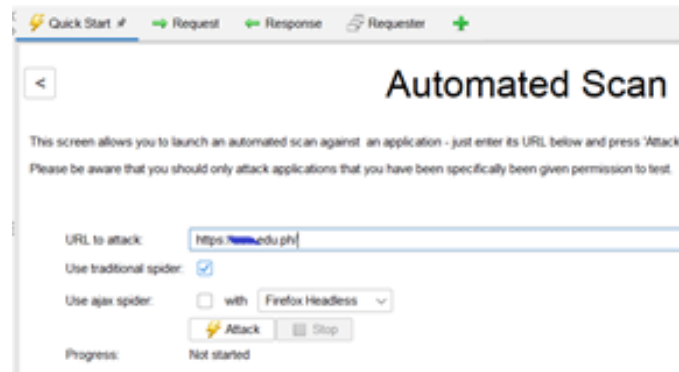 Quick Start Request Response Requester
<
Automated Scan
This screen allows you to launch an automated scan against an application - just enter its URL below and press 'Attack
Please be aware that you should only attack applications that you have been specifically been given permission to test.
URL to attack: https: edu.ph/
Use traditional spider:
Use ajax spider: with Firefox Headless
Attack Stop
Progress: Not started